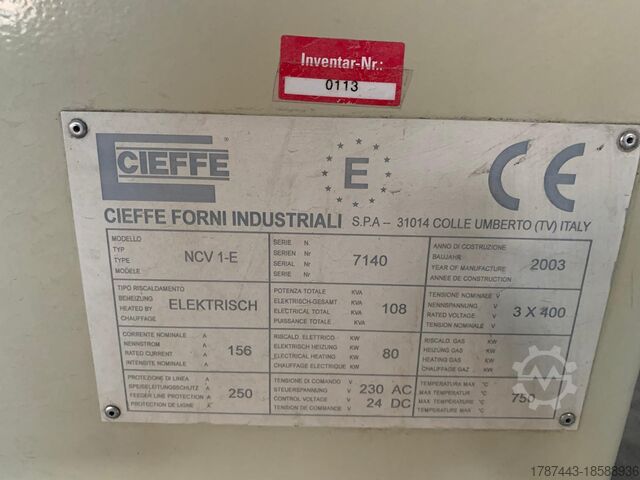 Inventar-Nr.:
0113
CIEFFE ®
E
CE
CIEFFE FORNI INDUSTRIALI S.P.A – 31014 COLLE UMBERTO (TV) ITALY
MODELLO
TYP
TYPE
MODELE
NCV 1-E
SERIE N.
SERIEN Nr
SERIAL Nr
SERIE Nr
7140
ANNO DI COSTRUZIONE
BAUJAHR
YEAR OF MANUFACTURE
ANNEE DE CONSTRUCTION
2003
TIPO RISCALDAMENTO
BEHEIZUNG
HEATED BY
CHAUFFAGE
ELEKTRISCH
POTENZA TOTALE KVA
ELEKTRISCH-GESAMT KVA
ELECTRICAL TOTAL KVA
PUISSANCE TOTALE KVA
108
TENSIONE NOMINALE V
NENNSPANNUNG V
RATED VOLTAGE V
TENSION NOMINALE V
3 X 400
CORRENTE NOMINALE A
NENNSTROM A
RATED CURRENT A
INTENSITE NOMINALE A
156
RISCALD. ELETTRICO KW
ELEKTRISCH HEIZUNG KW
ELECTRICAL HEATING KW
CHAUFFAGE ELECTRIQUE KW
80
RISCALD. GAS KW
HEIZUNG GAS KW
HEATING GAS KW
CHAUFFAGE GAZ KW
PROTEZIONE DI LINEA A
SPEISELEITUNGSSCHUTZ A
FEEDER LINE PROTECTION A
PROTECTION DE LIGNE A
250
TENSIONE DI COMANDO V
STEUERSPANNUNG V
CONTROL VOLTAGE V
TENSION DE COMMANDE V
230 AC
24 DC
TEMPERATURA MAX °C
MAX TEMPERATUR °C
MAX TEMPERATURE °C
TEMPERATURE MAX °C
750
1787443-18588936